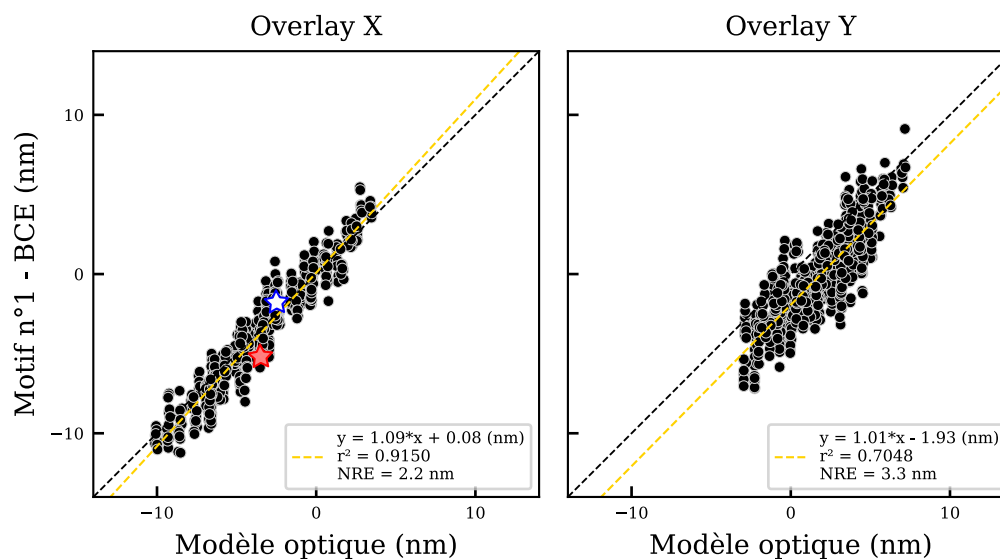 Overlay X
Overlay Y
Motif n°1 - BCE (nm)
10
0
−10
y = 1.09*x + 0.08 (nm)
r² = 0.9150
NRE = 2.2 nm
y = 1.01*x - 1.93 (nm)
r² = 0.7048
NRE = 3.3 nm
−10 0 10
−10 0 10
Modèle optique (nm)
Modèle optique (nm)